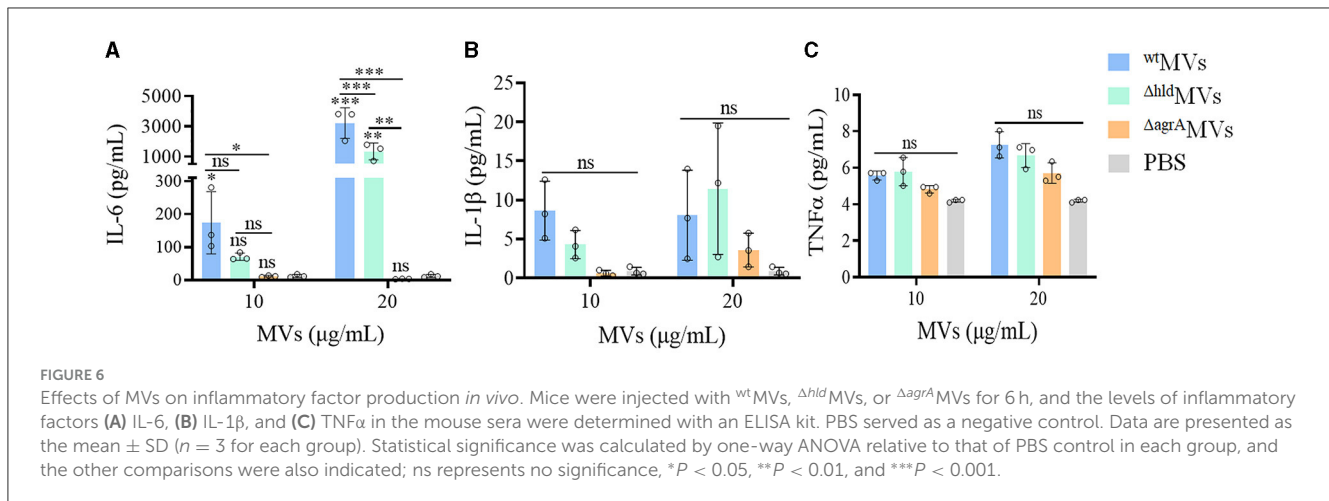 A
IL-6 (pg/mL)
5000
3000
1000
200
100
0
***
***
***
**
**
ns
*
ns
*
ns
ns
ns
10
20
MVs (μg/mL)
B
IL-1β (pg/mL)
25
20
15
10
5
0
ns
ns
10
20
MVs (μg/mL)
C
TNFα (pg/mL)
10
8
6
4
2
0
ns
ns
10
20
MVs (μg/mL)
wtMVs
ΔhldMVs
ΔagrAMVs
PBS
FIGURE 6
Effects of MVs on inflammatory factor production in vivo. Mice were injected with wtMVs, ΔhldMVs, or ΔagrAMVs for 6 h, and the levels of inflammatory
factors (A) IL-6, (B) IL-1β, and (C) TNFα in the mouse sera were determined with an ELISA kit. PBS served as a negative control. Data are presented as
the mean ± SD (n = 3 for each group). Statistical significance was calculated by one-way ANOVA relative to that of PBS control in each group, and
the other comparisons were also indicated; ns represents no significance, *P < 0.05, **P < 0.01, and ***P < 0.001.